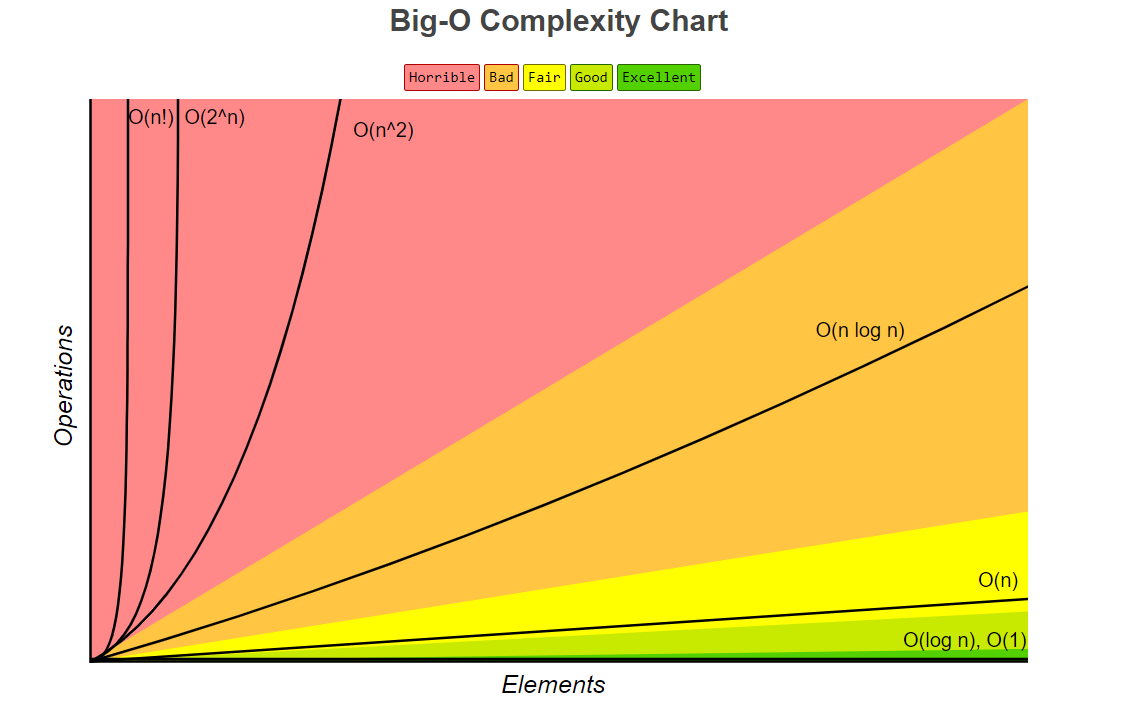 Big-O Complexity Chart
Horrible Bad Fair Good Excellent
O(n!) O(2^n)
O(n^2)
O(n log n)
O(n)
O(log n), O(1)
Operations
Elements